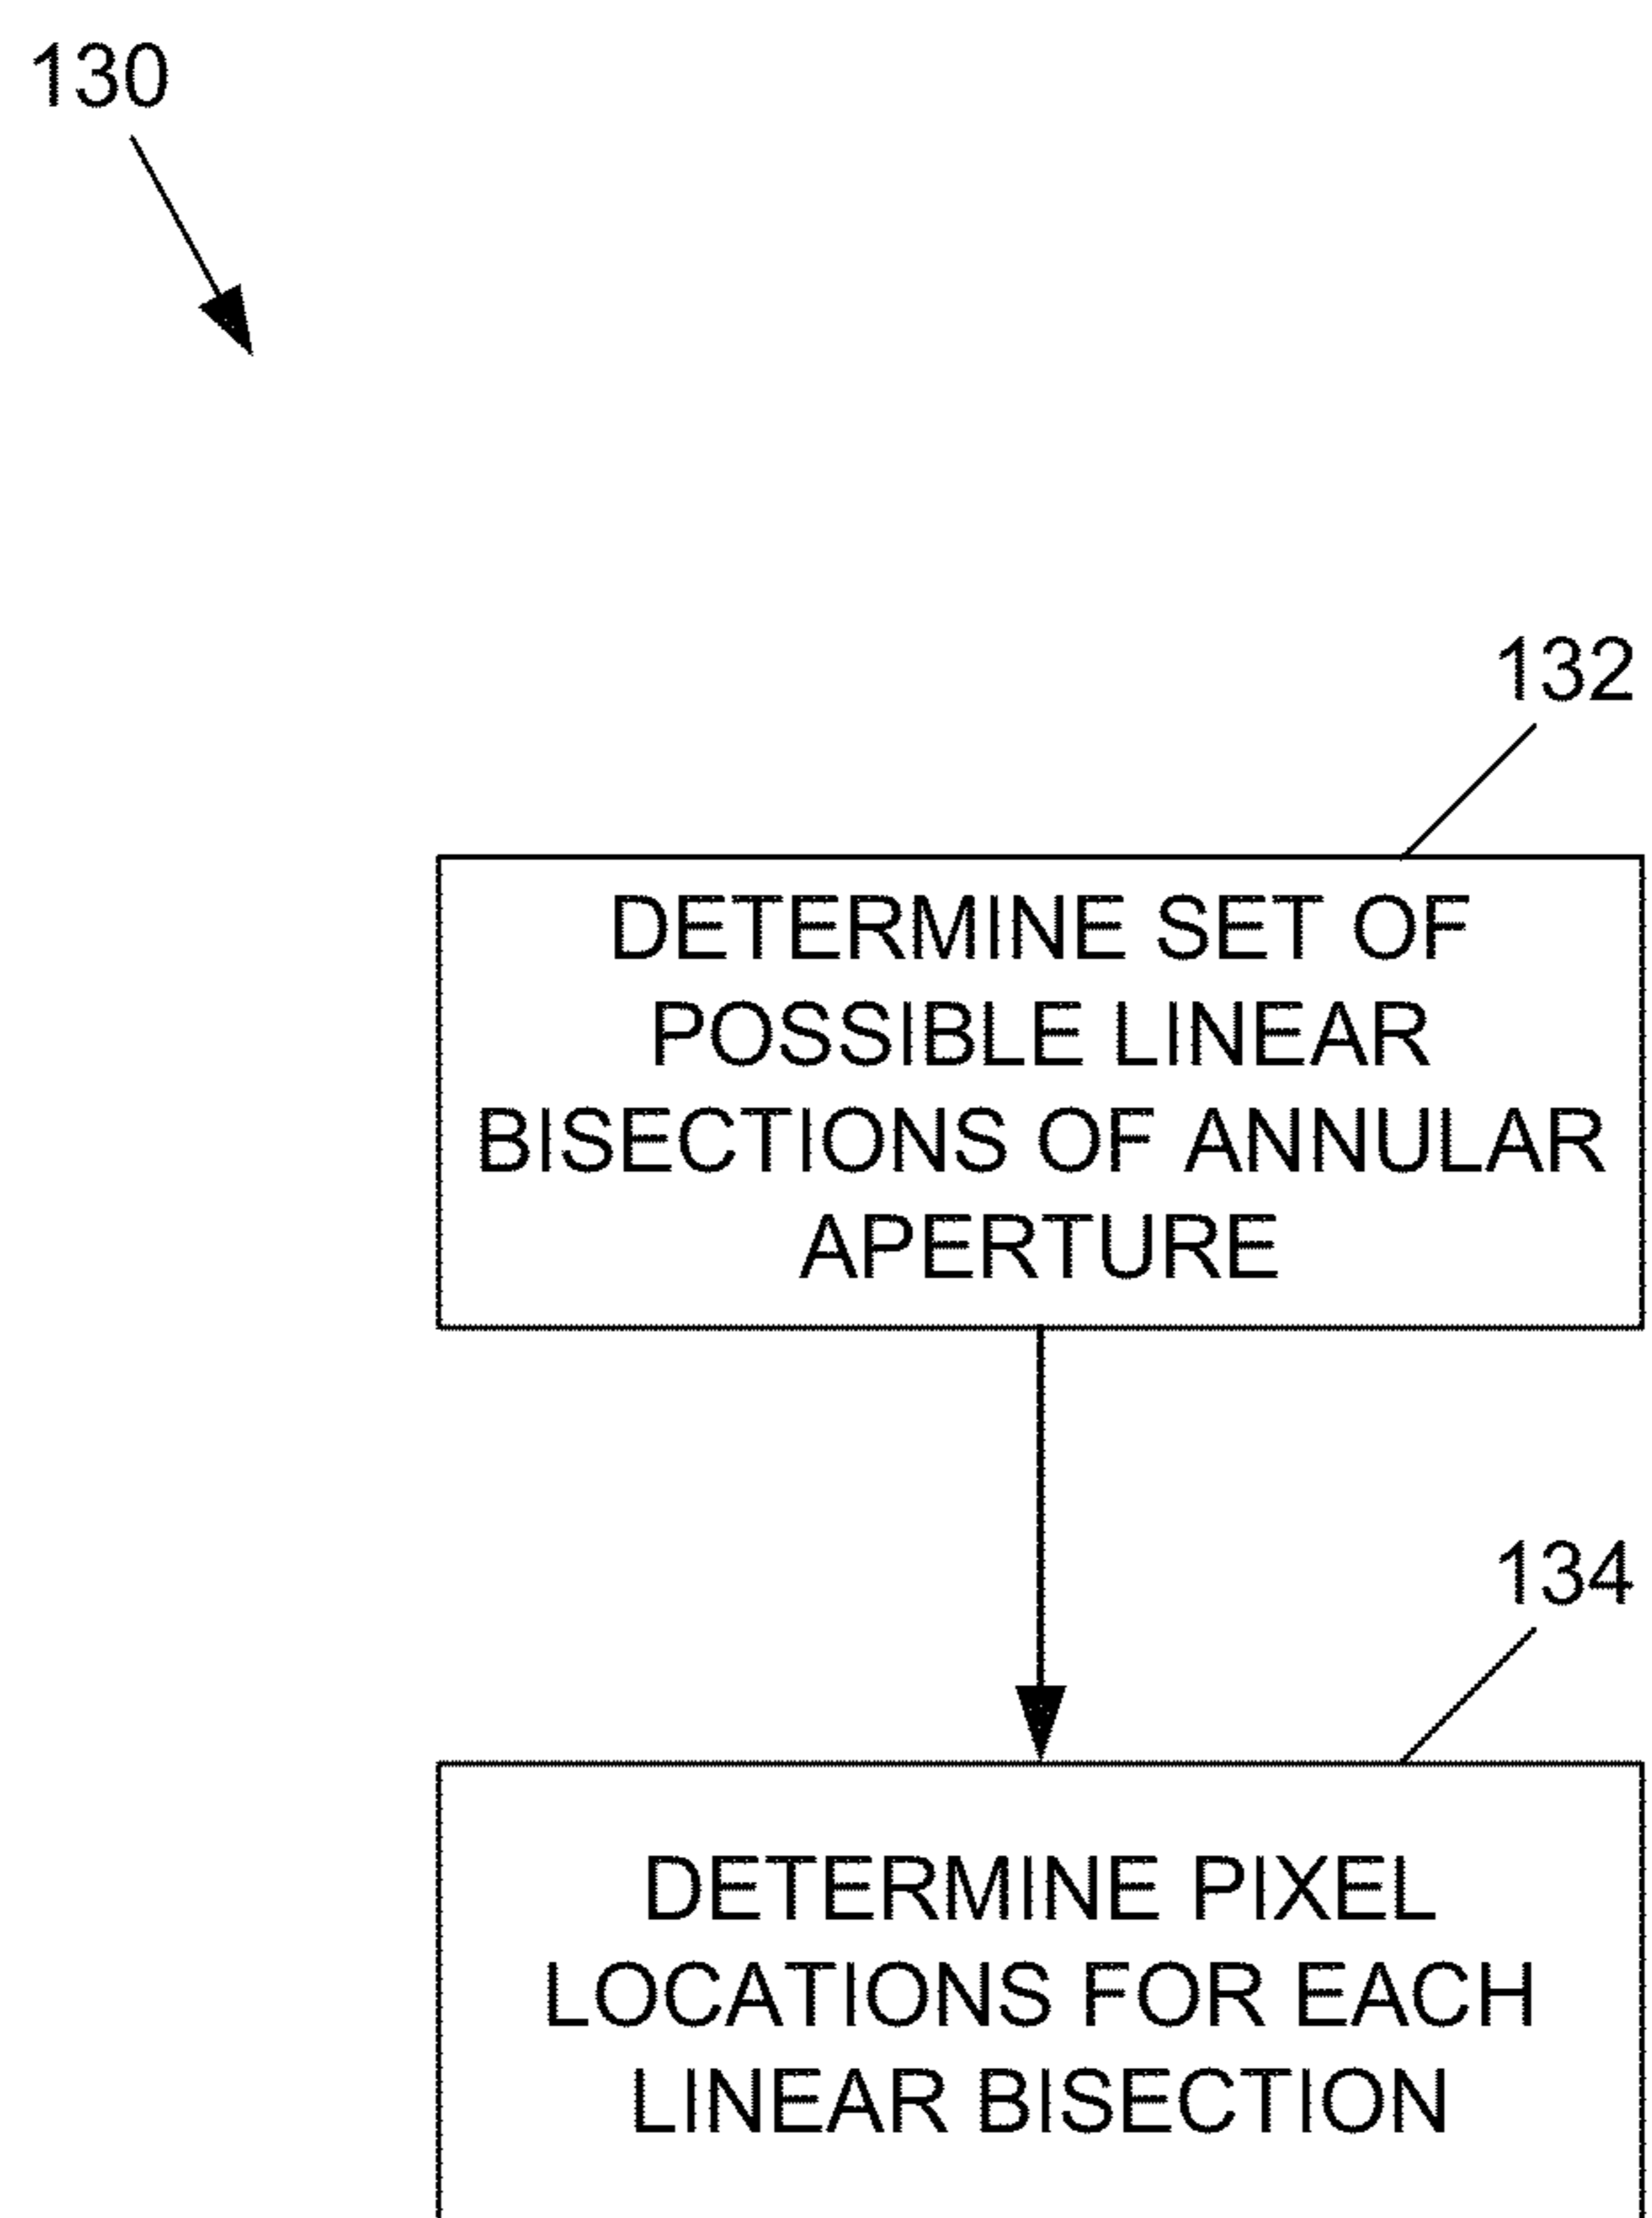 130
132
DETERMINE SET OF
POSSIBLE LINEAR
BISECTIONS OF ANNULAR
APERTURE
134
DETERMINE PIXEL
LOCATIONS FOR EACH
LINEAR BISECTION